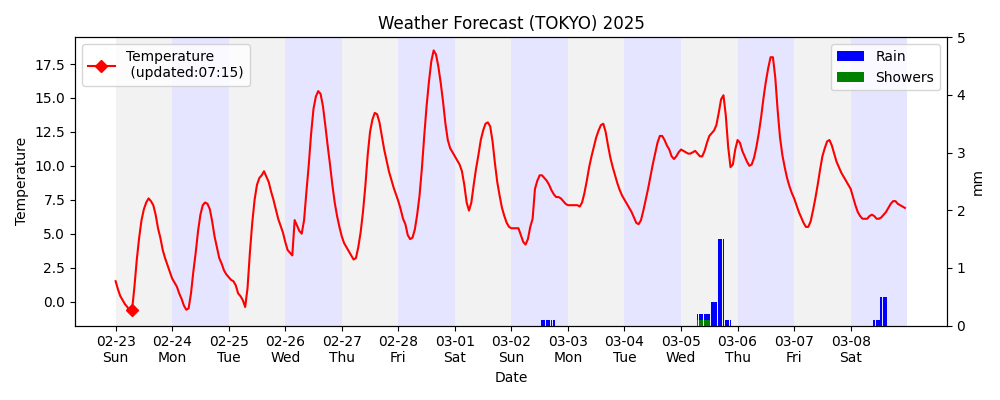 Weather Forecast (TOKYO) 2025
Temperature
(updated:07:15)
Rain
Showers
17.5
15.0
12.5
10.0
7.5
5.0
2.5
0.0
Temperature
5
4
3
2
1
0
mm
02-23 02-24 02-25 02-26 02-27 02-28 03-01 03-02 03-03 03-04 03-05 03-06 03-07 03-08
Sun Mon Tue Wed Thu Fri Sat Sun Mon Tue Wed Thu Fri Sat
Date